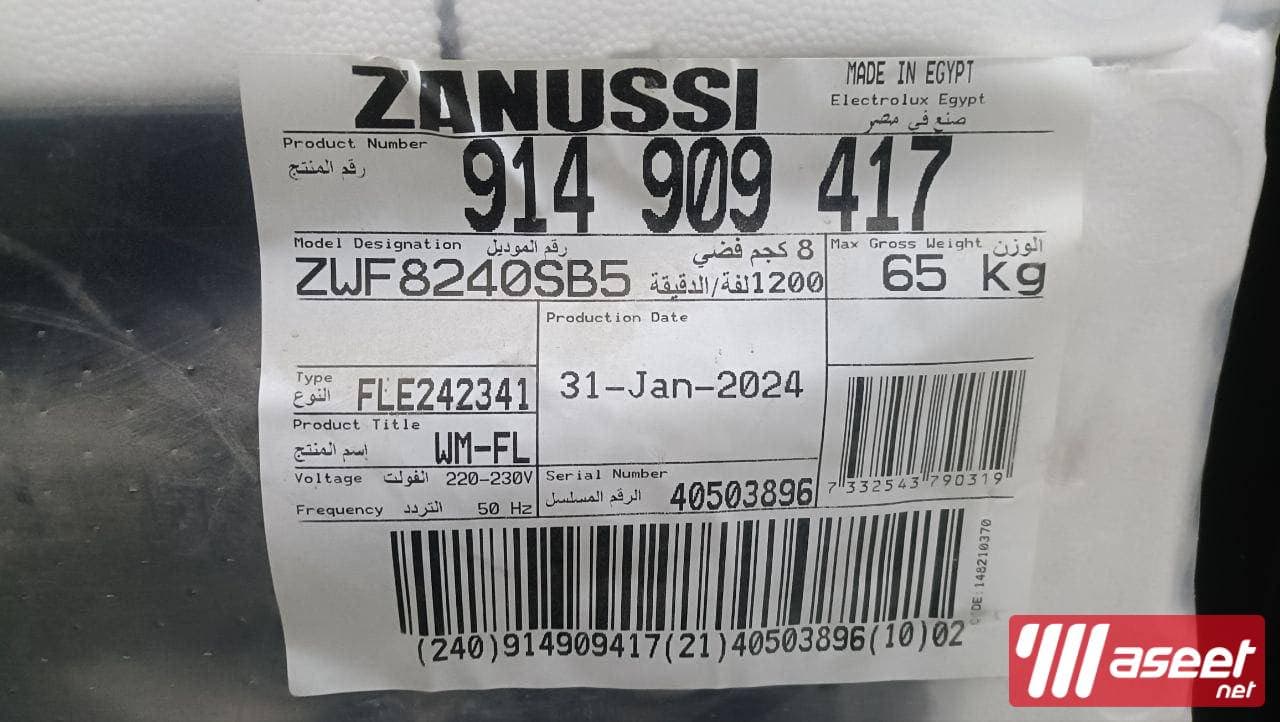 ZANUSSI
MADE IN EGYPT
Electrolux Egypt
صنع في مصر
Product Number
رقم المنتج
914 909 417
Model Designation رقم الموديل
ZWF8240SB5
8 كجم فضي
1200لفة/الدقيقة
Max Gross Weight الوزن
65 kg
Production Date
31-Jan-2024
Type
النوع
FLE242341
Product Title
إسم المنتج
WM-FL
Voltage الفولت 220-230V
Frequency التردد 50 Hz
Serial Number
الرقم المسلسل
40503896
7 332543 790319
(240)914909417(21)40503896(10)02
148210370
aseet
net